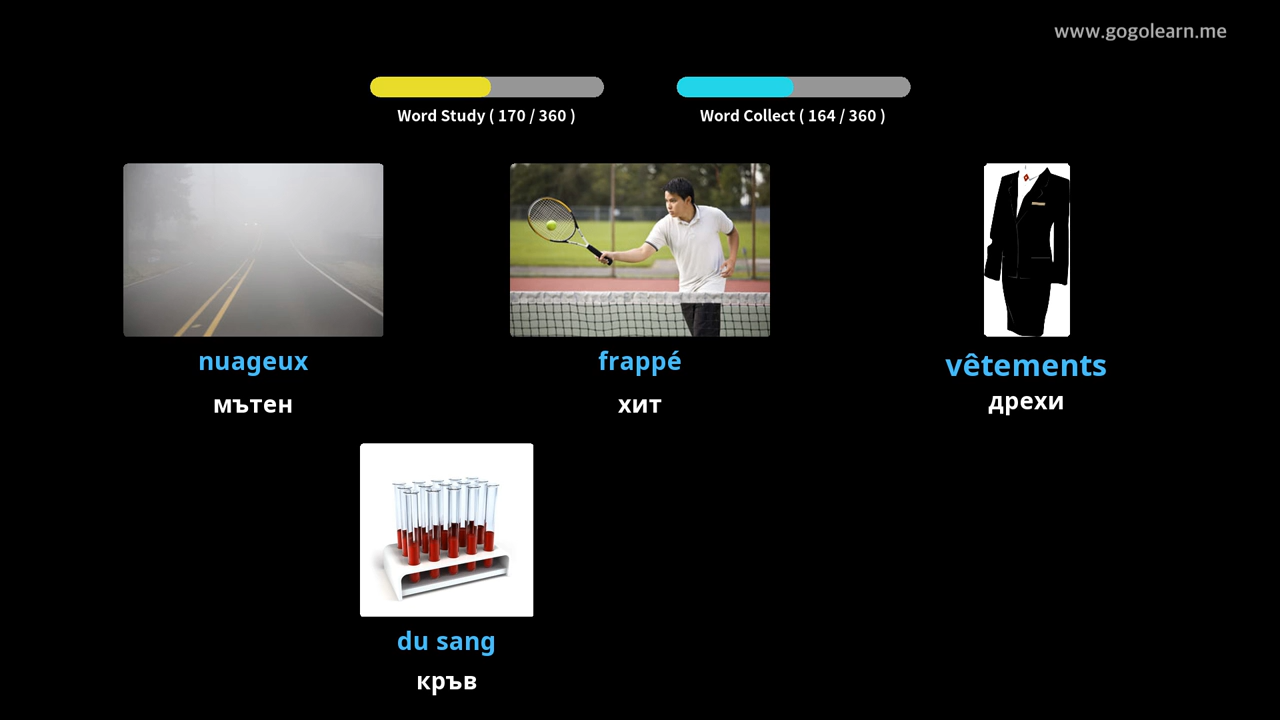 www.gogolearn.me
Word Study ( 170 / 360 )
Word Collect ( 164 / 360 )
nuageux
frappé
vêtements
мътен
хит
дрехи
du sang
кръв